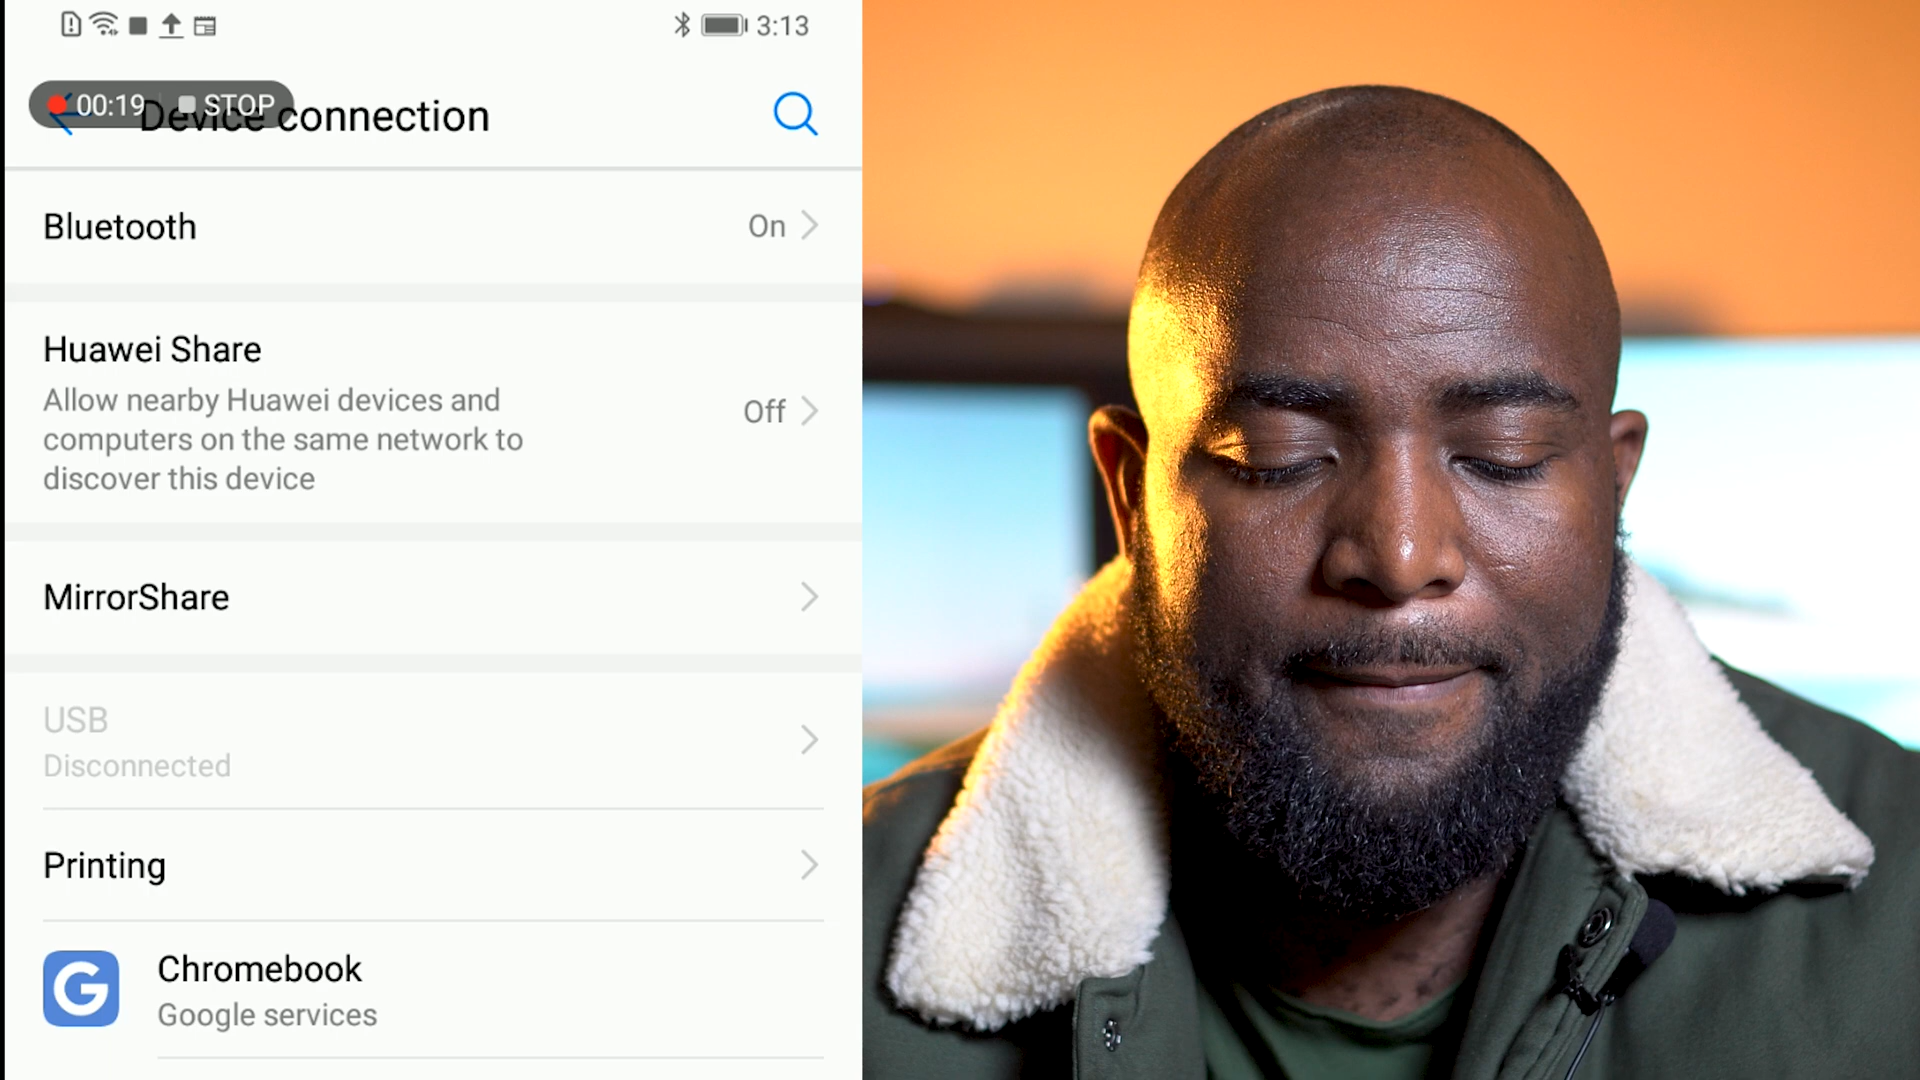 3:13
00:19 STOP
Device connection
Bluetooth
On
Huawei Share
Allow nearby Huawei devices and
computers on the same network to
discover this device
Off
MirrorShare
USB
Disconnected
Printing
G
Chromebook
Google services